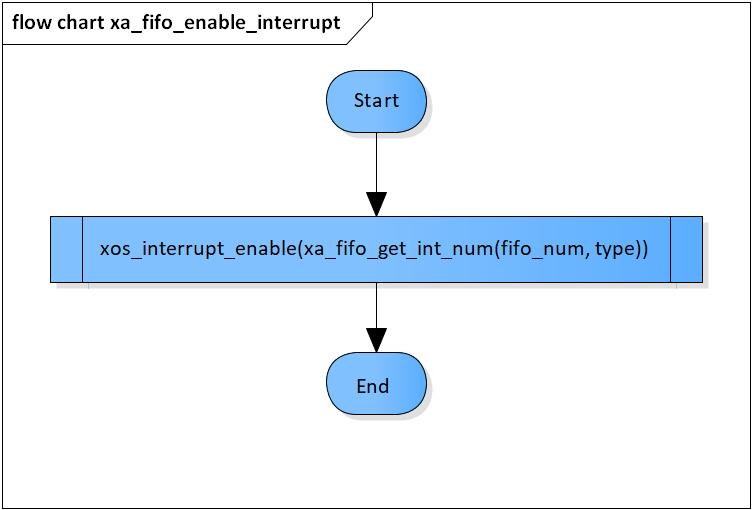 flow chart xa_fifo_enable_interrupt
Start
xos_interrupt_enable(xa_fifo_get_int_num(fifo_num, type))
End